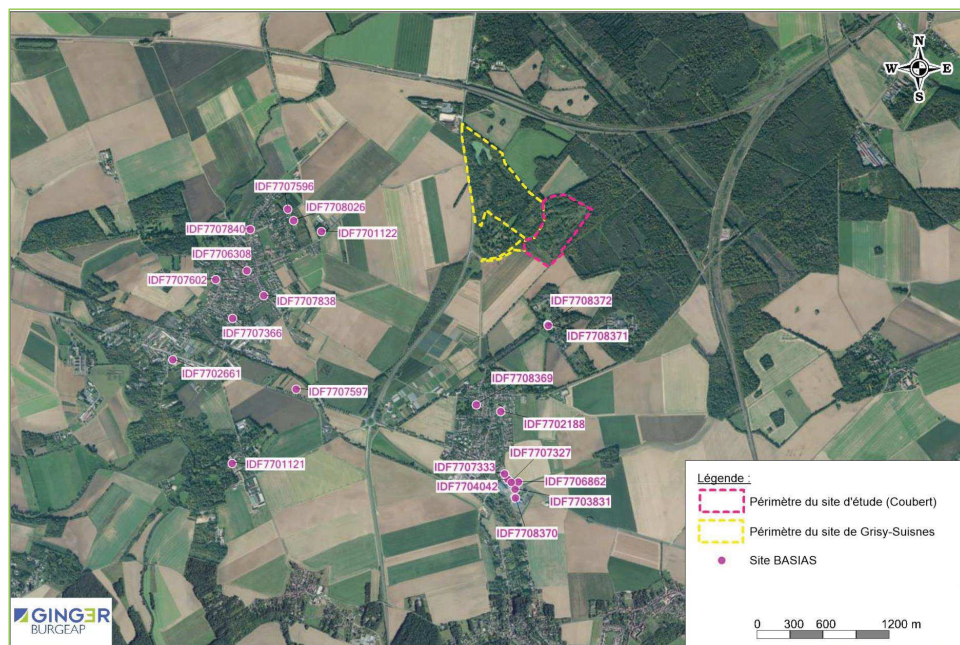 N
W E
S
IDF7707596
IDF7708026
IDF7707840
IDF7701122
IDF7706308
IDF7707602
IDF7707838
IDF7708372
IDF7707366
IDF7708371
IDF7702661
IDF7708369
IDF7707597
IDF7702188
IDF7707327
IDF7701121
IDF7707333
IDF7706862
IDF7704042
IDF7703831
IDF7708370
Légende :
Périmètre du site d'étude (Coubert)
Périmètre du site de Grisy-Suisnes
Site BASIAS
GINGER
BURGEAP
0 300 600 1200 m